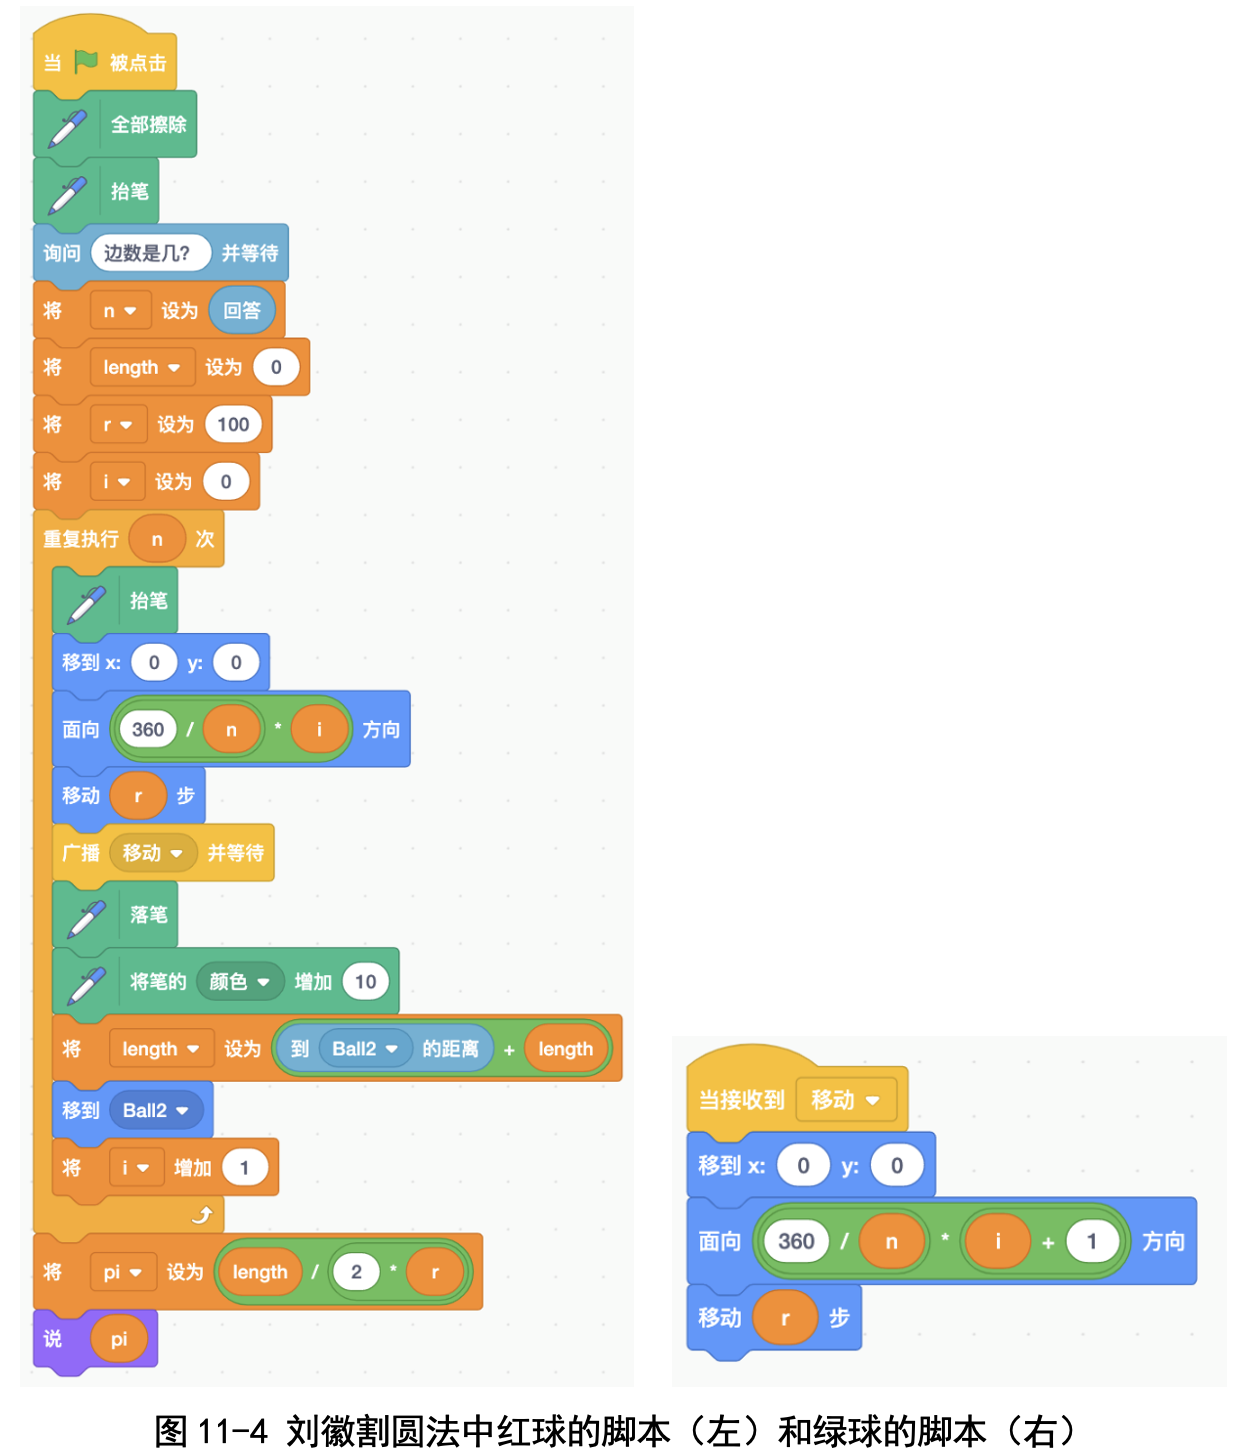 当 被点击
全部擦除
抬笔
询问 边数是几? 并等待
将 n 设为 回答
将 length 设为 0
将 r 设为 100
将 i 设为 0
重复执行 n 次
抬笔
移到 x: 0 y: 0
面向 360 / n * i 方向
移动 r 步
广播 移动 并等待
落笔
将笔的 颜色 增加 10
将 length 设为 到 Ball2 的距离 + length
移到 Ball2
将 i 增加 1
将 pi 设为 length / 2 * r
说 pi
当接收到 移动
移到 x: 0 y: 0
面向 360 / n * i + 1 方向
移动 r 步
图 11-4 刘徽割圆法中红球的脚本（左）和绿球的脚本（右）